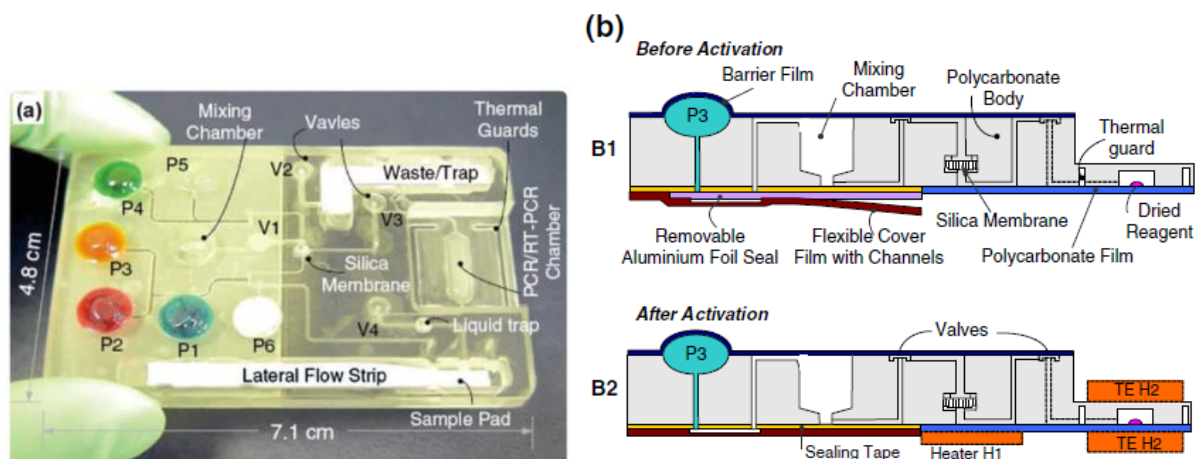 (a)
Mixing
Chamber
Vavles
Thermal
Guards
P5
V2
Waste/Trap
P4
V1
V3
P3
Silica
Membrane
PCR/RT-PCR
Chamber
P2
P1
P6
V4
Liquid trap
Lateral Flow Strip
Sample Pad
4.8 cm
7.1 cm
(b)
Before Activation
Barrier Film
Mixing
Chamber
Polycarbonate
Body
P3
B1
Thermal
guard
Removable
Aluminium Foil Seal
Flexible Cover
Film with Channels
Silica Membrane
Polycarbonate Film
Dried
Reagent
After Activation
Valves
P3
B2
TE H2
TE H2
Sealing Tape
Heater H1